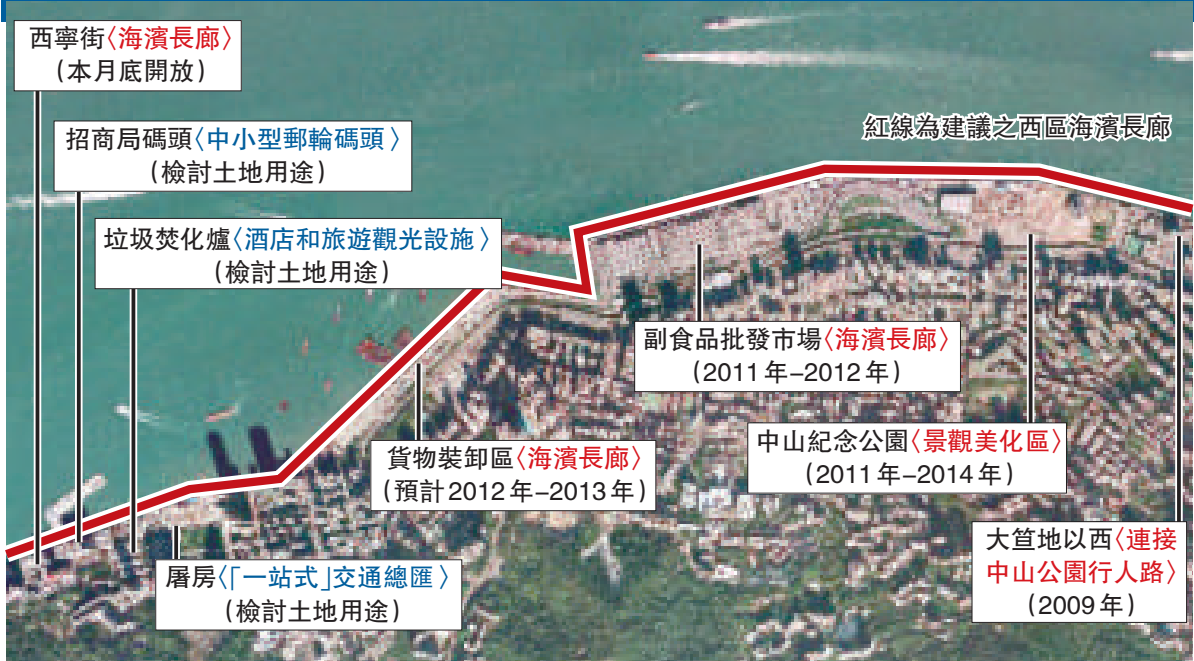 西寧街〈海濱長廊〉
(本月底開放)
招商局碼頭〈中小型郵輪碼頭〉
(檢討土地用途)
紅線為建議之西區海濱長廊
垃圾焚化爐〈酒店和旅遊觀光設施〉
(檢討土地用途)
副食品批發市場〈海濱長廊〉
(2011年–2012年)
中山紀念公園〈景觀美化區〉
(2011年–2014年)
貨物裝卸區〈海濱長廊〉
(預計2012年–2013年)
大笪地以西〈連接
中山公園行人路〉
(2009年)
屠房〈「一站式」交通總匯〉
(檢討土地用途)